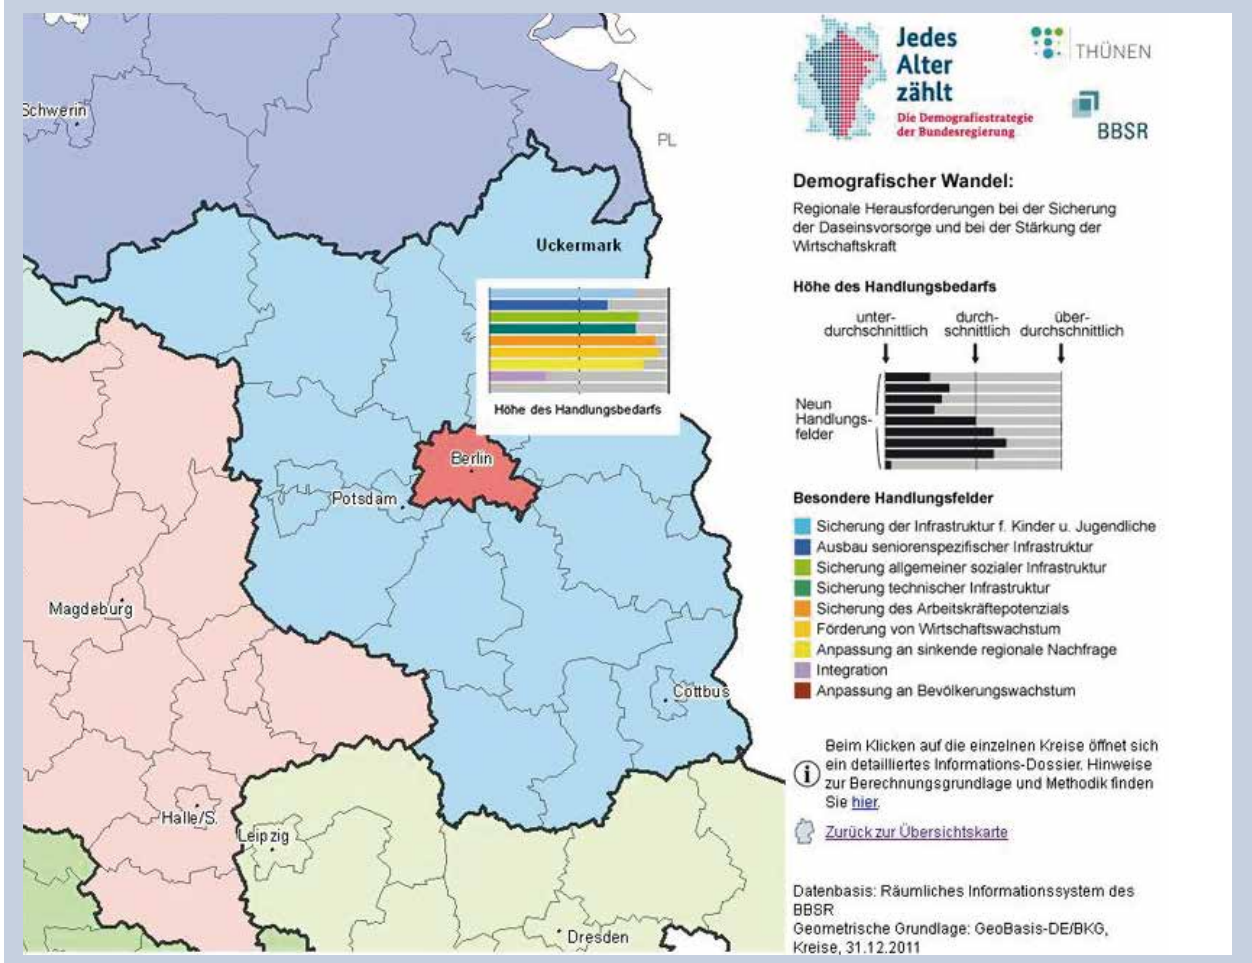 Schwerin
PL
Uckermark
Höhe des Handlungsbedarfs
Berlin
Potsdam
Magdeburg
Cottbus
Halle/S.
Leipzig
Dresden
Jedes
Alter
zählt
Die Demografiestrategie
der Bundesregierung
THÜNEN
BBSR
Demografischer Wandel:
Regionale Herausforderungen bei der Sicherung
der Daseinsvorsorge und bei der Stärkung der
Wirtschaftskraft
Höhe des Handlungsbedarfs
unter-
durchschnittlich
durch-
schnittlich
über-
durchschnittlich
Neun
Handlungs-
felder
Besondere Handlungsfelder
Sicherung der Infrastruktur f. Kinder u. Jugendliche
Ausbau seniorenspezifischer Infrastruktur
Sicherung allgemeiner sozialer Infrastruktur
Sicherung technischer Infrastruktur
Sicherung des Arbeitskräftepotenzials
Förderung von Wirtschaftswachstum
Anpassung an sinkende regionale Nachfrage
Integration
Anpassung an Bevölkerungswachstum
Beim Klicken auf die einzelnen Kreise öffnet sich
ein detailliertes Informations-Dossier. Hinweise
zur Berechnungsgrundlage und Methodik finden
Sie hier.
Zurück zur Übersichtskarte
Datenbasis: Räumliches Informationssystem des
BBSR
Geometrische Grundlage: GeoBasis-DE/BKG,
Kreise, 31.12.2011